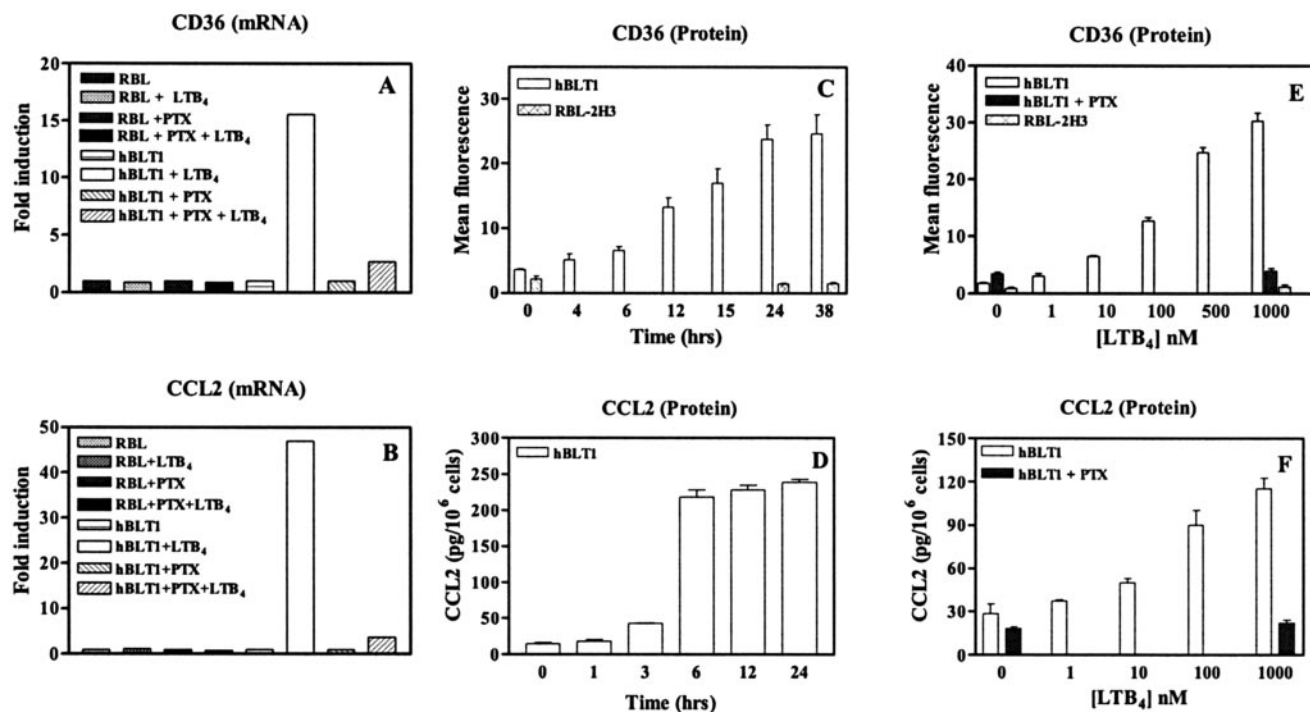 CD36 (mRNA)
A
20
15
10
5
0
Fold induction
RBL
RBL + LTB₄
RBL +PTX
RBL + PTX + LTB₄
hBLT1
hBLT1 + LTB₄
hBLT1 + PTX
hBLT1 + PTX + LTB₄
CD36 (Protein)
C
30
20
10
0
Mean fluorescence
hBLT1
RBL-2H3
0 4 6 12 15 24 38
Time (hrs)
CD36 (Protein)
E
40
30
20
10
0
Mean fluorescence
hBLT1
hBLT1 + PTX
RBL-2H3
0 1 10 100 500 1000
[LTB₄] nM
CCL2 (mRNA)
B
50
40
30
20
10
0
Fold induction
RBL
RBL+LTB₄
RBL+PTX
RBL+PTX+LTB₄
hBLT1
hBLT1+LTB₄
hBLT1+PTX
hBLT1+PTX+LTB₄
CCL2 (Protein)
D
300
250
200
150
100
50
0
CCL2 (pg/10⁶ cells)
hBLT1
0 1 3 6 12 24
Time (hrs)
CCL2 (Protein)
F
150
120
90
60
30
0
CCL2 (pg/10⁶ cells)
hBLT1
hBLT1 + PTX
0 1 10 100 1000
[LTB₄] nM